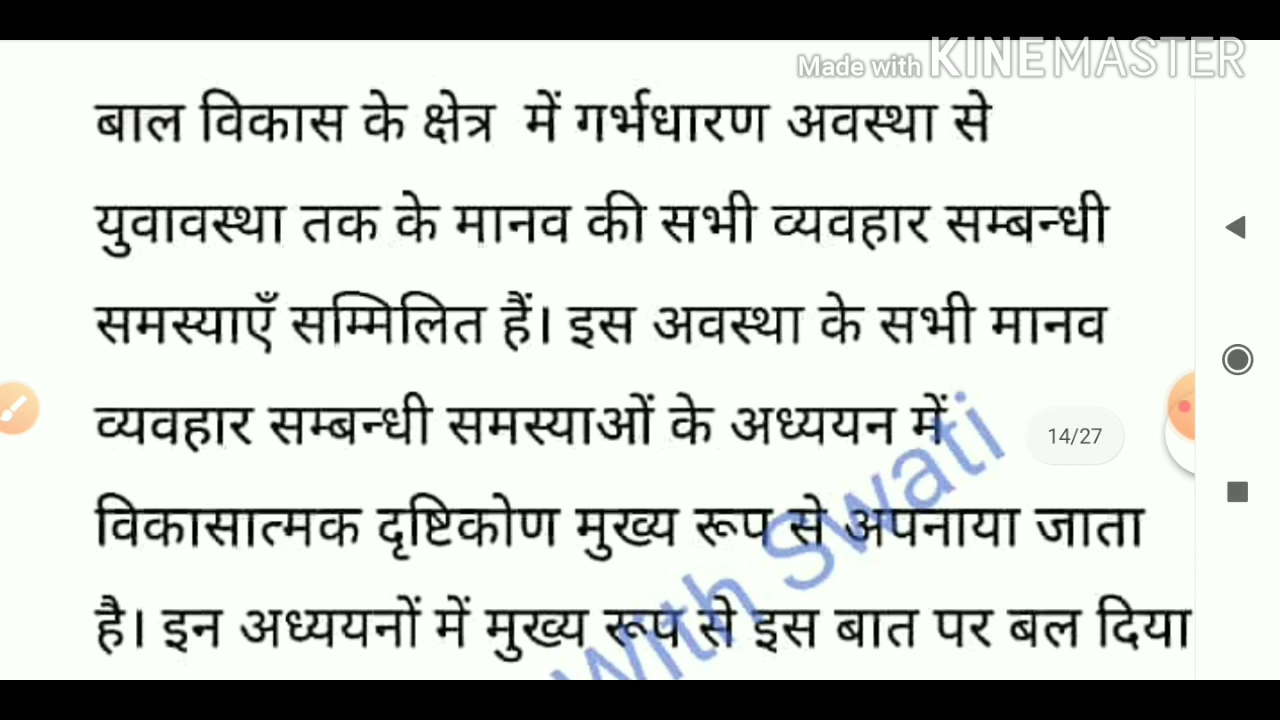 Made with KINEMASTER
बाल विकास के क्षेत्र में गर्भधारण अवस्था से
युवावस्था तक के मानव की सभी व्यवहार सम्बन्धी
समस्याएँ सम्मिलित हैं। इस अवस्था के सभी मानव
व्यवहार सम्बन्धी समस्याओं के अध्ययन में
14/27
विकासात्मक दृष्टिकोण मुख्य रूप से अपनाया जाता
है। इन अध्ययनों में मुख्य रूप से इस बात पर बल दिया
With Swati